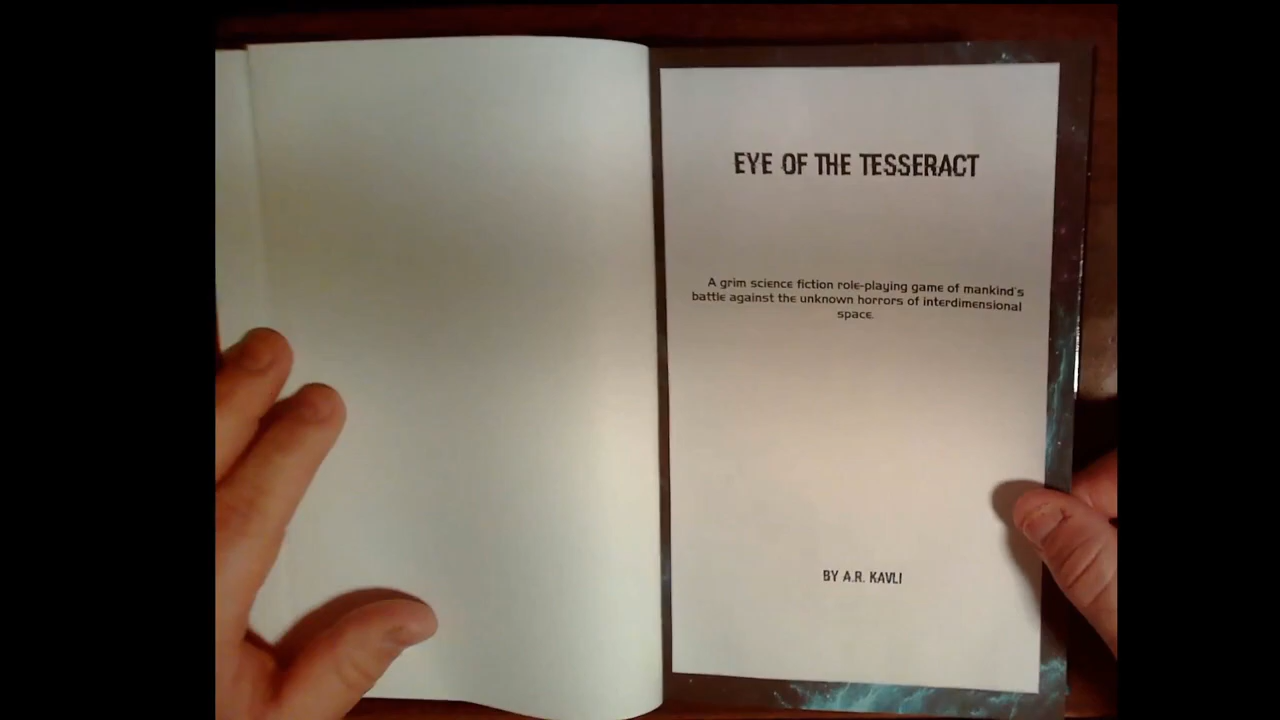 EYE OF THE TESSERACT
A grim science fiction role-playing game of mankind's
battle against the unknown horrors of interdimensional
space.
BY A.R. KAVLI